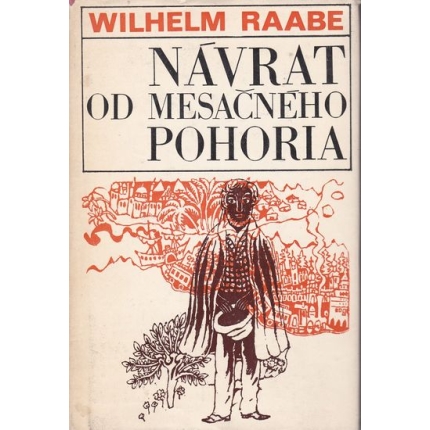 WILHELM RAABE
NÁVRAT
OD MESAČNÉHO
POHORIA